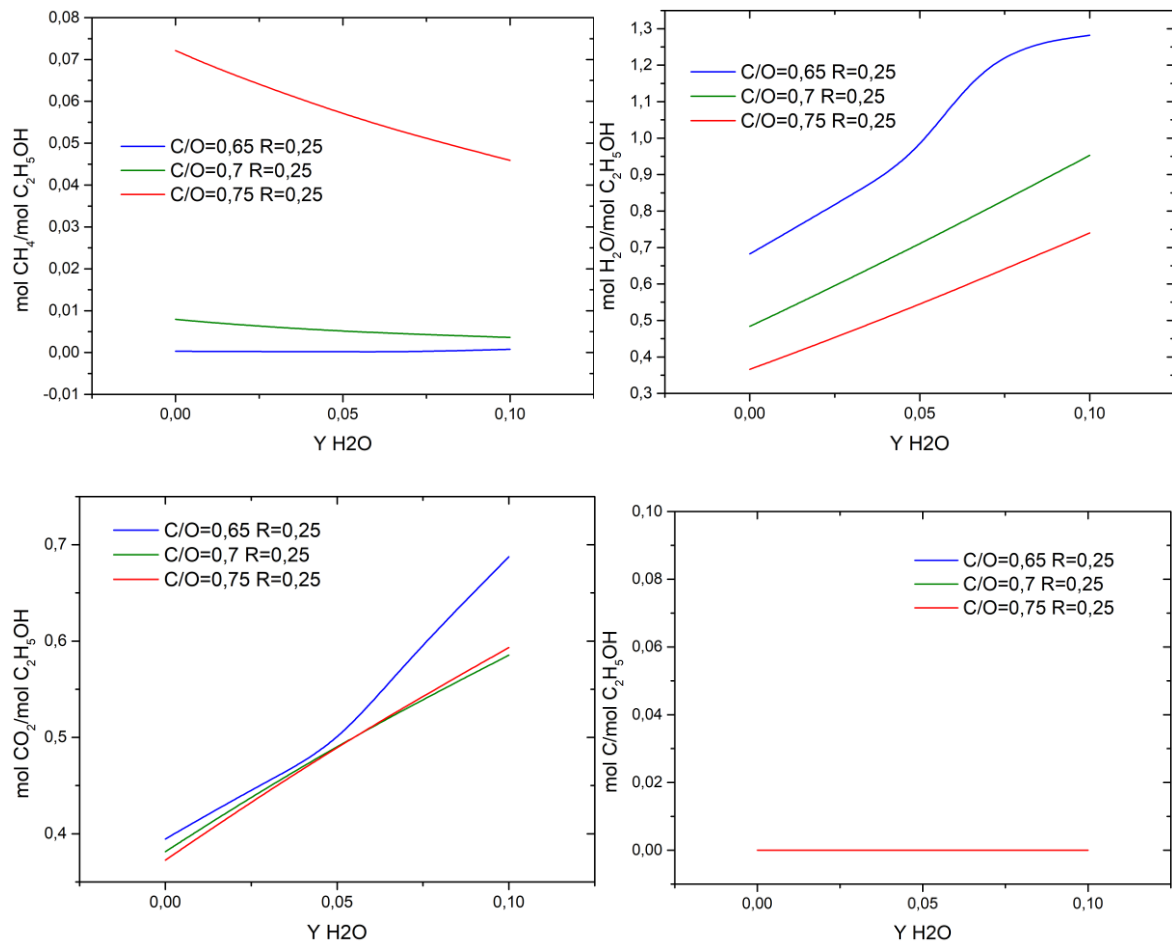 0,08
0,07
0,06
0,05
0,04
0,03
0,02
0,01
0,00
-0,01
mol CH₄/mol C₂H₅OH
C/O=0,65 R=0,25
C/O=0,7 R=0,25
C/O=0,75 R=0,25
0,00
0,05
0,10
Y H2O
1,3
1,2
1,1
1,0
0,9
0,8
0,7
0,6
0,5
0,4
0,3
mol H₂O/mol C₂H₅OH
C/O=0,65 R=0,25
C/O=0,7 R=0,25
C/O=0,75 R=0,25
0,00
0,05
0,10
Y H2O
0,7
0,6
0,5
0,4
mol CO₂/mol C₂H₅OH
C/O=0,65 R=0,25
C/O=0,7 R=0,25
C/O=0,75 R=0,25
0,00
0,05
0,10
Y H2O
0,10
0,08
0,06
0,04
0,02
0,00
mol C/mol C₂H₅OH
C/O=0,65 R=0,25
C/O=0,7 R=0,25
C/O=0,75 R=0,25
0,00
0,05
0,10
Y H2O